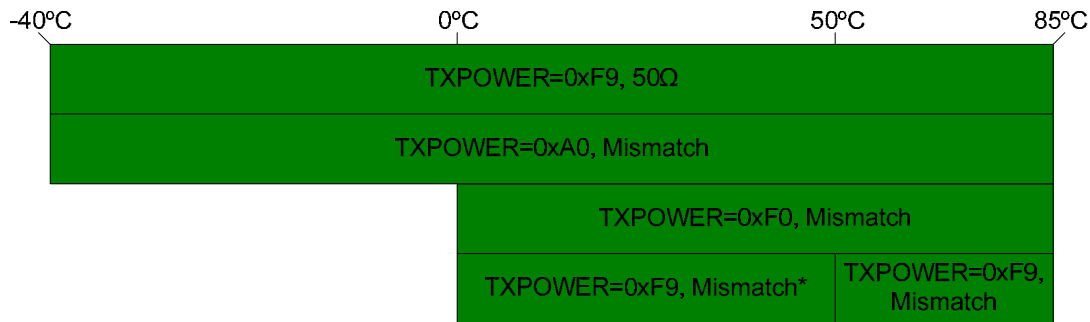 -40ºC 0ºC 50ºC 85ºC
TXPOWER=0xF9, 50Ω
TXPOWER=0xA0, Mismatch
TXPOWER=0xF0, Mismatch
TXPOWER=0xF9, Mismatch*
TXPOWER=0xF9,
Mismatch